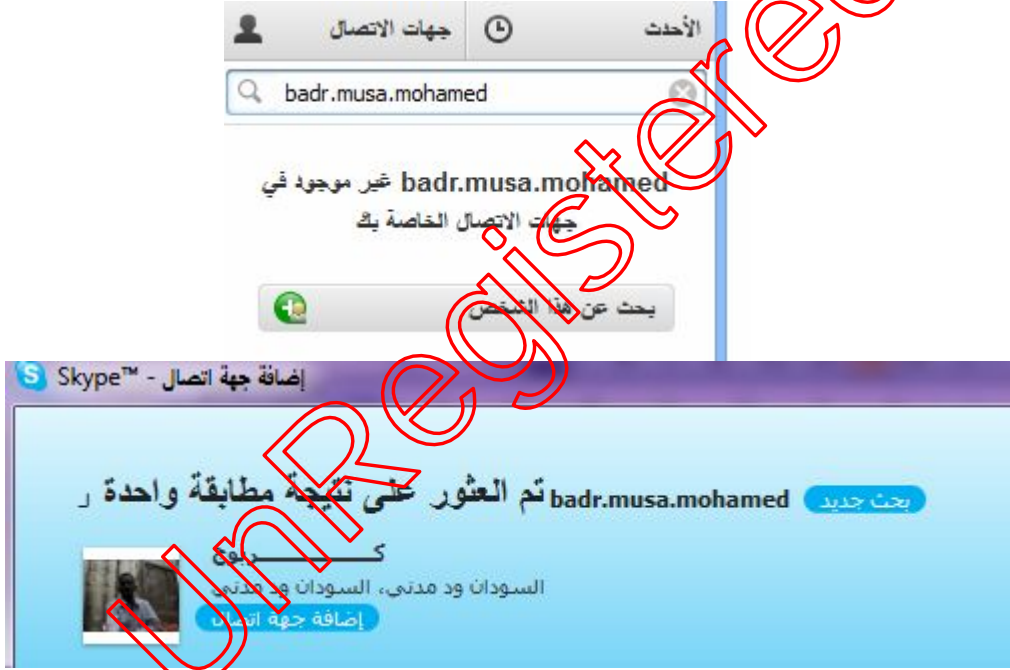 الأحدث
جهات الاتصال
badr.musa.mohamed
badr.musa.mohamed غير موجود في
جهات الاتصال الخاصة بك
بحث عن هذا الشخص
إضافة جهة اتصال - Skype™
تم العثور على نتيجة مطابقة واحدة لـ badr.musa.mohamed بحث جديد
كـــــــــربوج
السودان ود مدني، السودان ود مدني
إضافة جهة اتصال
UnRegistered